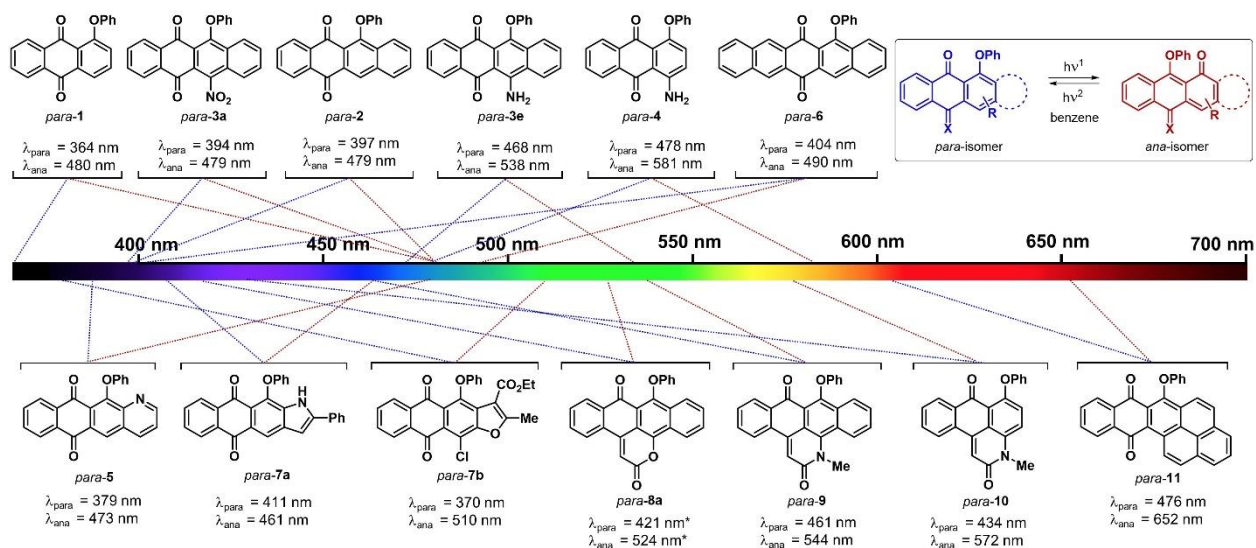 O OPh
O
para-1
λpara = 364 nm
λana = 480 nm
O OPh
O NO2
para-3a
λpara = 394 nm
λana = 479 nm
O OPh
O
para-2
λpara = 397 nm
λana = 479 nm
O OPh
O NH2
para-3e
λpara = 468 nm
λana = 538 nm
O OPh
O NH2
para-4
λpara = 478 nm
λana = 581 nm
O OPh
O
para-6
λpara = 404 nm
λana = 490 nm
O OPh
R
X
para-isomer
hν1
hν2
benzene
OPh O
R
X
ana-isomer
400 nm 450 nm 500 nm 550 nm 600 nm 650 nm 700 nm
O OPh
N
O
para-5
λpara = 379 nm
λana = 473 nm
O OPh H
N
Ph
O
para-7a
λpara = 411 nm
λana = 461 nm
O OPh CO2Et
Me
O
O Cl
para-7b
λpara = 370 nm
λana = 510 nm
O OPh
O
O
para-8a
λpara = 421 nm*
λana = 524 nm*
O OPh
N Me
O
para-9
λpara = 461 nm
λana = 544 nm
O OPh
N Me
O
para-10
λpara = 434 nm
λana = 572 nm
O OPh
O
para-11
λpara = 476 nm
λana = 652 nm